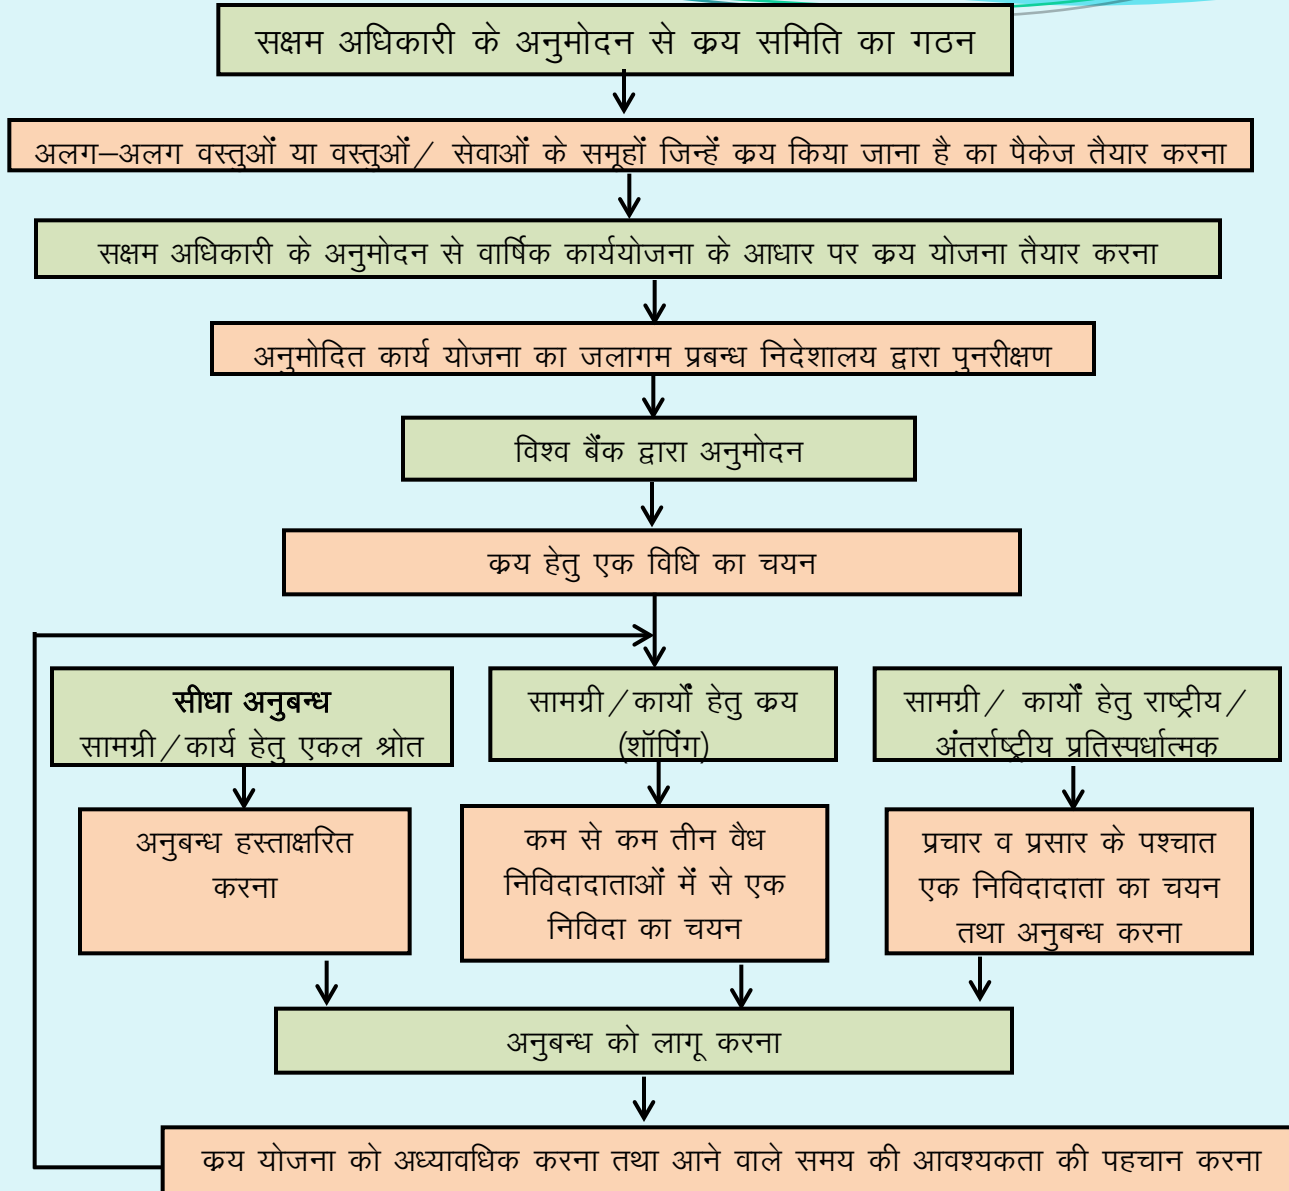 सक्षम अधिकारी के अनुमोदन से क्रय समिति का गठन
अलग–अलग वस्तुओं या वस्तुओं/ सेवाओं के समूहों जिन्हें क्रय किया जाना है का पैकेज तैयार करना
सक्षम अधिकारी के अनुमोदन से वार्षिक कार्ययोजना के आधार पर क्रय योजना तैयार करना
अनुमोदित कार्य योजना का जलागम प्रबन्ध निदेशालय द्वारा पुनरीक्षण
विश्व बैंक द्वारा अनुमोदन
क्रय हेतु एक विधि का चयन
सीधा अनुबन्ध
सामग्री/कार्य हेतु एकल श्रोत
सामग्री/कार्यों हेतु क्रय
(शॉपिंग)
सामग्री/ कार्यों हेतु राष्ट्रीय/
अंतर्राष्ट्रीय प्रतिस्पर्धात्मक
अनुबन्ध हस्ताक्षरित
करना
कम से कम तीन वैध
निविदादाताओं में से एक
निविदा का चयन
प्रचार व प्रसार के पश्चात
एक निविदादाता का चयन
तथा अनुबन्ध करना
अनुबन्ध को लागू करना
क्रय योजना को अध्यावधिक करना तथा आने वाले समय की आवश्यकता की पहचान करना